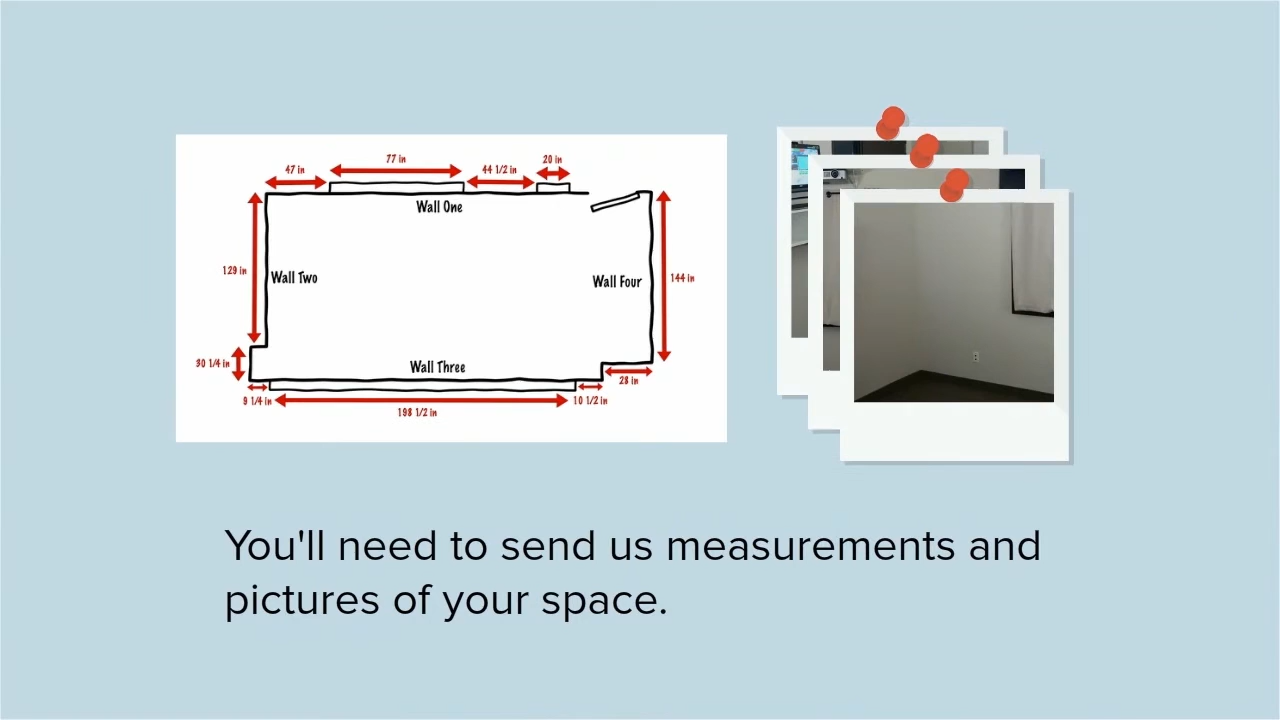 77 in
20 in
47 in
44 1/2 in
Wall One
129 in
Wall Two
Wall Four
144 in
30 1/4 in
Wall Three
28 in
9 1/4 in
10 1/2 in
198 1/2 in
You'll need to send us measurements and
pictures of your space.